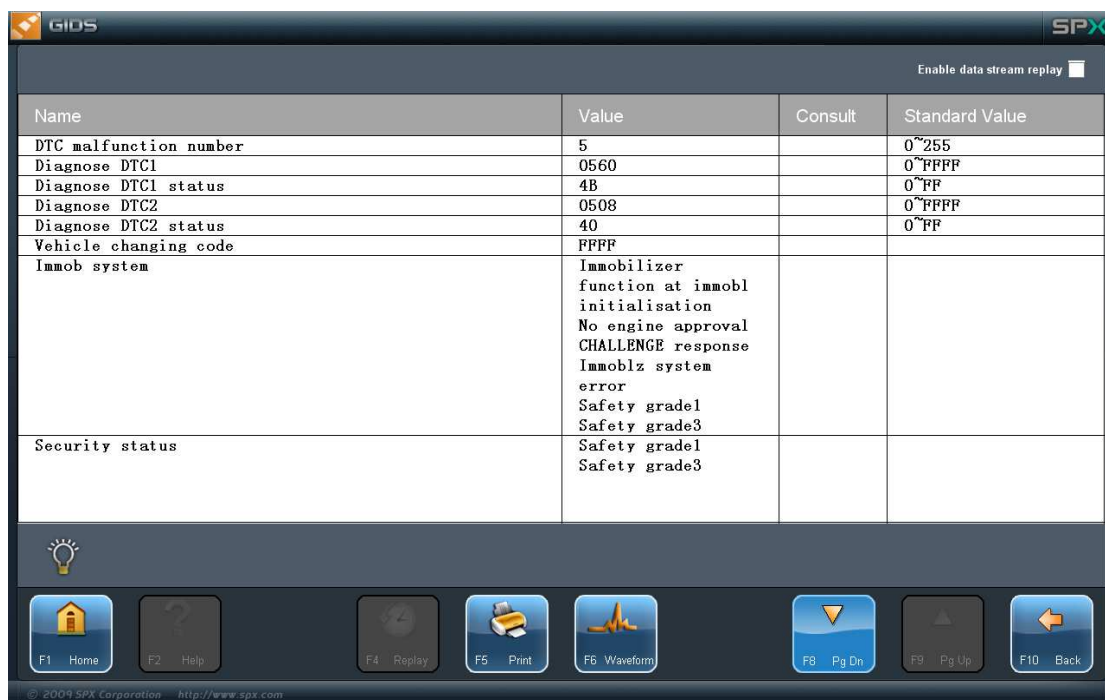 GIDS SPX
Enable data stream replay
Name Value Consult Standard Value
DTC malfunction number 5 0~255
Diagnose DTC1 0560 0~FFFF
Diagnose DTC1 status 4B 0~FF
Diagnose DTC2 0508 0~FFFF
Diagnose DTC2 status 40 0~FF
Vehicle changing code FFFF
Immob system Immobilizer
function at immobl
initialisation
No engine approval
CHALLENGE response
Immoblz system
error
Safety grade1
Safety grade3
Security status Safety grade1
Safety grade3
F1 Home F2 Help F4 Replay F5 Print F6 Waveform F8 Pg Dn F9 Pg Up F10 Back
© 2009 SPX Corporation http://www.spx.com